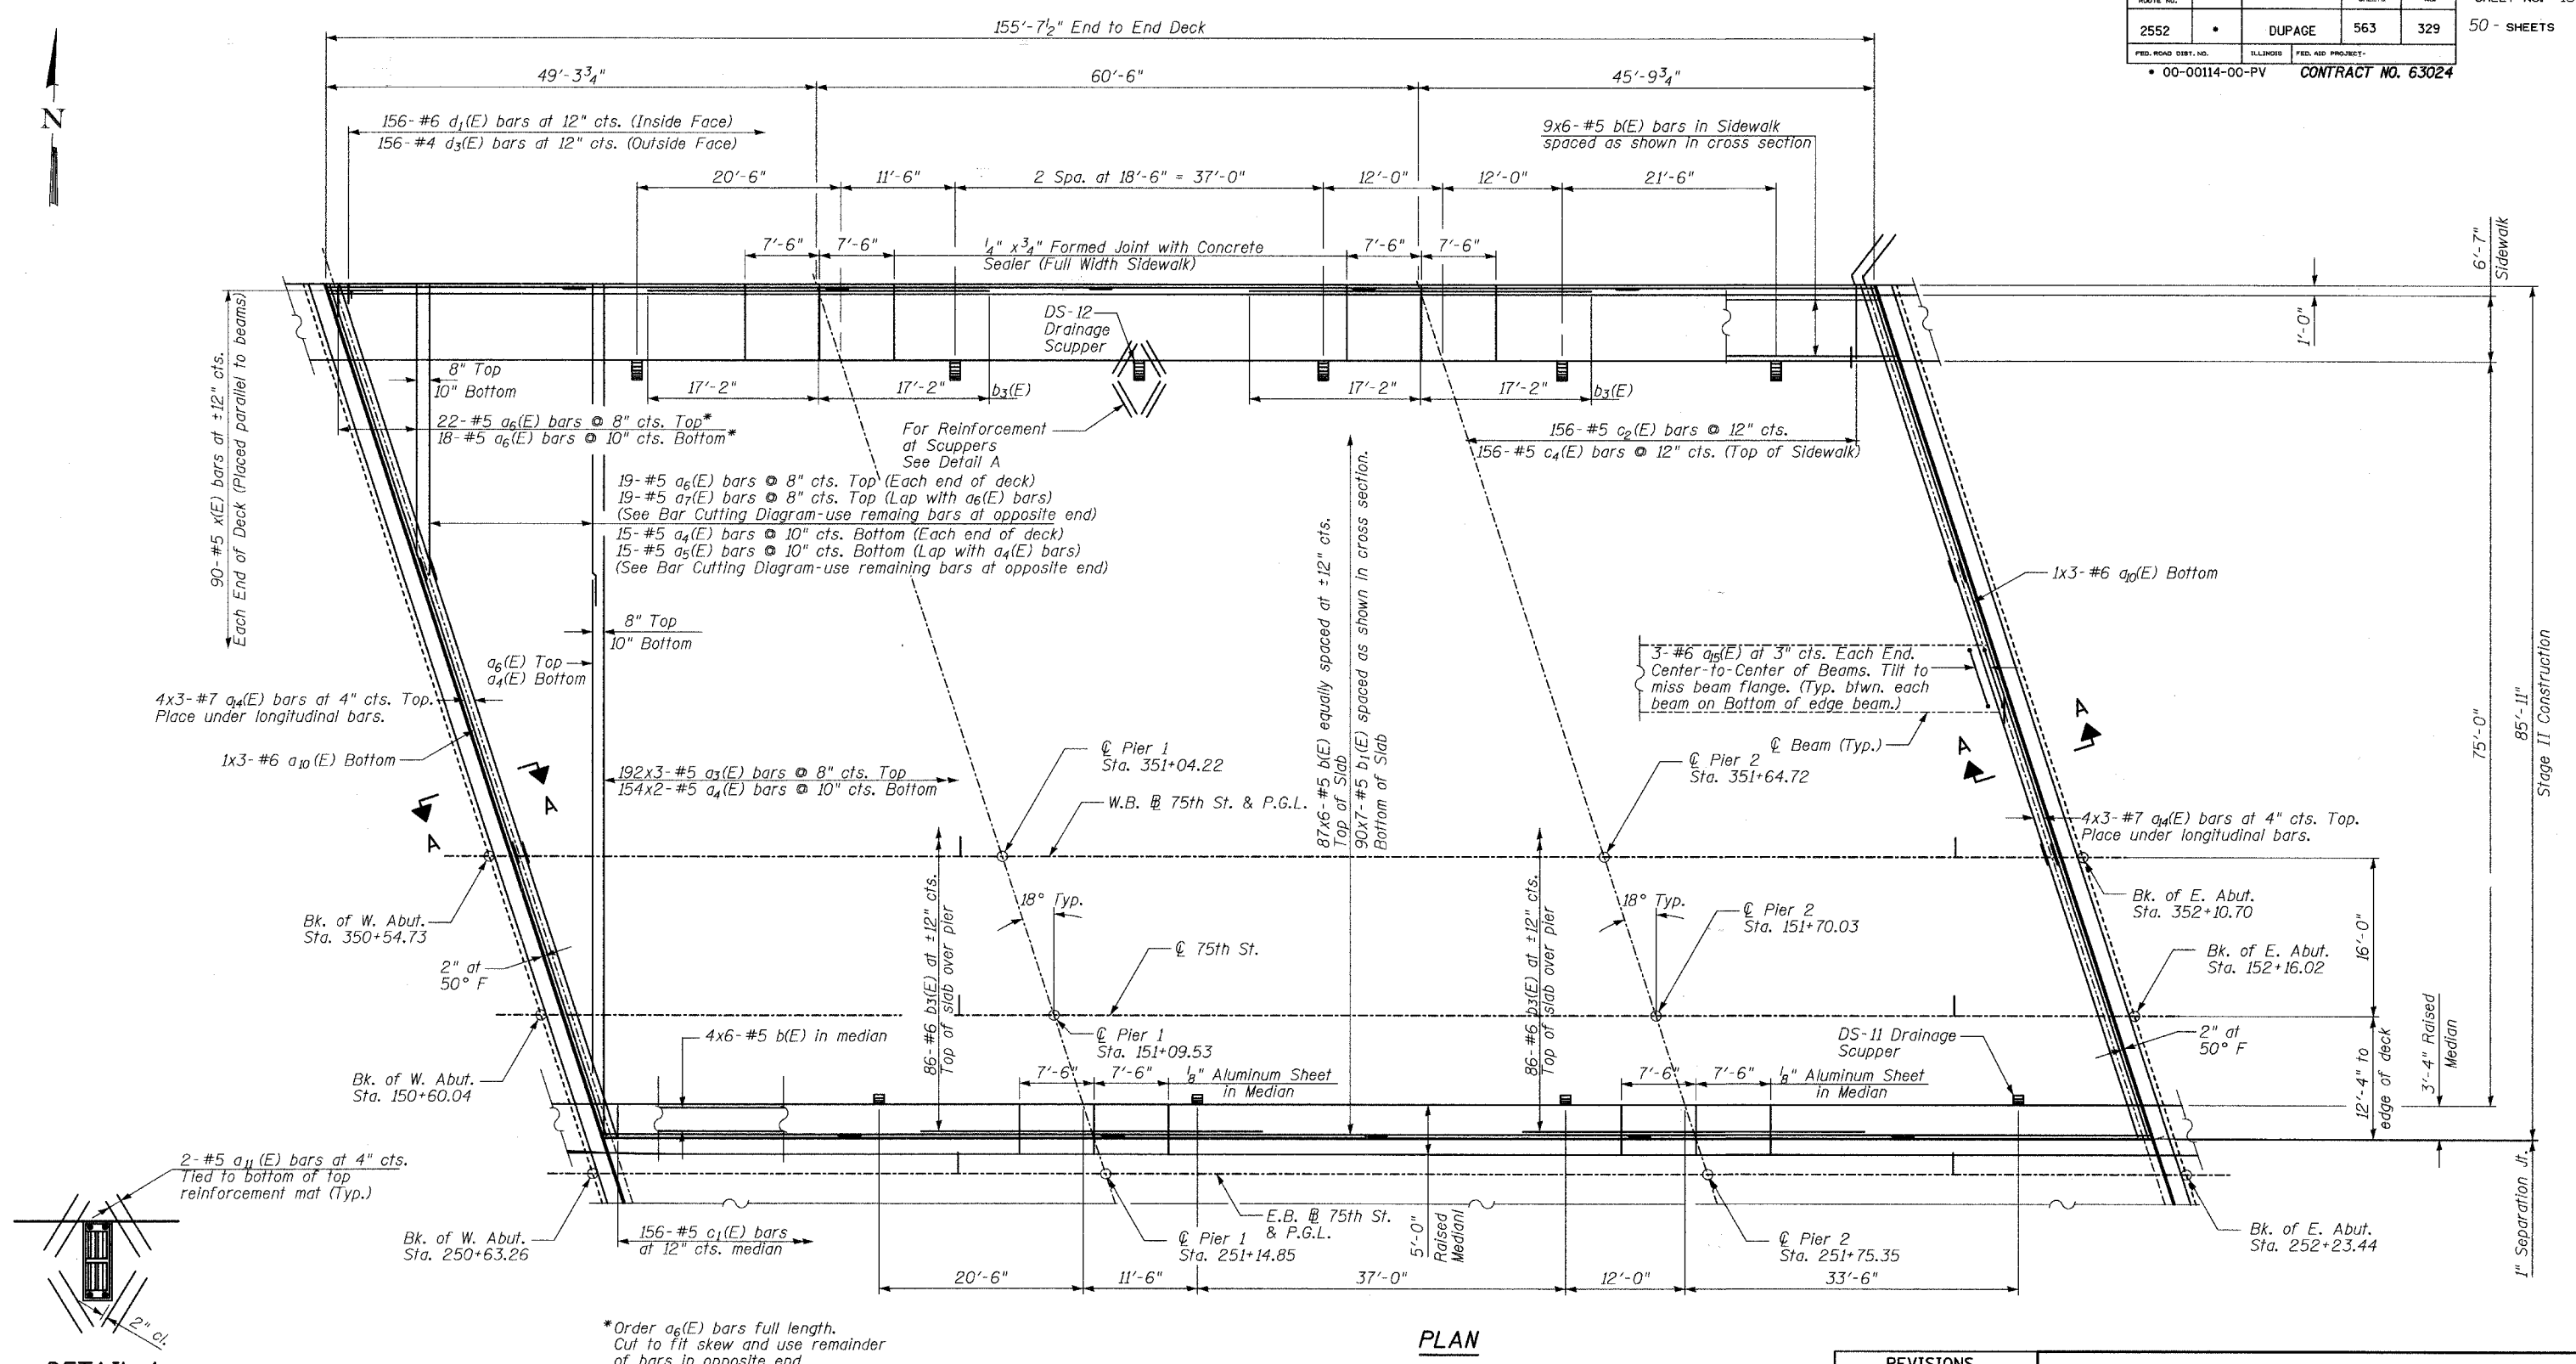 155'-7½" End to End Deck
49'-3¾"
60'-6"
45'-9¾"
2552 * DUPAGE 563 329
50 - SHEETS
FED. ROAD DIST. NO. ILLINOIS FED. AID PROJECT-
* 00-00114-00-PV CONTRACT NO. 63024
N
156-#6 d1(E) bars at 12" cts. (Inside Face)
156-#4 d3(E) bars at 12" cts. (Outside Face)
9x6-#5 b(E) bars in Sidewalk
spaced as shown in cross section
20'-6"
11'-6"
2 Spa. at 18'-6" = 37'-0"
12'-0"
12'-0"
21'-6"
7'-6"
7'-6"
¼" x ¾" Formed Joint with Concrete
Sealer (Full Width Sidewalk)
7'-6"
7'-6"
6'-7"
Sidewalk
1'-0"
DS-12
Drainage
Scupper
8" Top
10" Bottom
17'-2"
17'-2"
b3(E)
17'-2"
17'-2"
b3(E)
90-#5 x(E) bars at ±12" cts.
Each End of Deck (Placed parallel to beams)
22-#5 a6(E) bars @ 8" cts. Top*
18-#5 a6(E) bars @ 10" cts. Bottom*
For Reinforcement
at Scuppers
See Detail A
156-#5 c2(E) bars @ 12" cts.
156-#5 c4(E) bars @ 12" cts. (Top of Sidewalk)
19-#5 a6(E) bars @ 8" cts. Top (Each end of deck)
19-#5 a7(E) bars @ 8" cts. Top (Lap with a6(E) bars)
(See Bar Cutting Diagram-use remaing bars at opposite end)
15-#5 a4(E) bars @ 10" cts. Bottom (Each end of deck)
15-#5 a5(E) bars @ 10" cts. Bottom (Lap with a4(E) bars)
(See Bar Cutting Diagram-use remaining bars at opposite end)
87x6-#5 b(E) equally spaced at ±12" cts.
Top of Slab
90x7-#5 b1(E) spaced as shown in cross section.
Bottom of Slab
1x3-#6 a10(E) Bottom
8" Top
10" Bottom
a6(E) Top
a4(E) Bottom
3-#6 a15(E) at 3" cts. Each End.
Center-to-Center of Beams. Tilt to
miss beam flange. (Typ. btwn. each
beam on Bottom of edge beam.)
4x3-#7 a14(E) bars at 4" cts. Top.
Place under longitudinal bars.
1x3-#6 a10(E) Bottom
℄ Beam (Typ.)
A
A
A
A
℄ Pier 1
Sta. 351+04.22
℄ Pier 2
Sta. 351+64.72
192x3-#5 a3(E) bars @ 8" cts. Top
154x2-#5 a4(E) bars @ 10" cts. Bottom
W.B. ⅊ 75th St. & P.G.L.
4x3-#7 a14(E) bars at 4" cts. Top.
Place under longitudinal bars.
75'-0"
85'-11"
Stage II Construction
Bk. of W. Abut.
Sta. 350+54.73
86-#6 b3(E) at ±12" cts.
Top of slab over pier
18° Typ.
86-#6 b3(E) at ±12" cts.
Top of slab over pier
18° Typ.
℄ Pier 2
Sta. 151+70.03
Bk. of E. Abut.
Sta. 352+10.70
Bk. of E. Abut.
Sta. 152+16.02
16'-0"
2" at
50° F
℄ 75th St.
4x6-#5 b(E) in median
℄ Pier 1
Sta. 151+09.53
DS-11 Drainage
Scupper
2" at
50° F
12'-4" to
edge of deck
3'-4" Raised
Median
Bk. of W. Abut.
Sta. 150+60.04
7'-6"
7'-6"
⅛" Aluminum Sheet
in Median
7'-6"
7'-6"
⅛" Aluminum Sheet
in Median
2-#5 a11(E) bars at 4" cts.
Tied to bottom of top
reinforcement mat (Typ.)
2" cl.
Bk. of W. Abut.
Sta. 250+63.26
156-#5 c1(E) bars
at 12" cts. median
℄ Pier 1
Sta. 251+14.85
E.B. ⅊ 75th St.
& P.G.L.
5'-0"
Raised
Median
℄ Pier 2
Sta. 251+75.35
Bk. of E. Abut.
Sta. 252+23.44
1" Separation Jt.
20'-6"
11'-6"
37'-0"
12'-0"
33'-6"
*Order a6(E) bars full length.
Cut to fit skew and use remainder
of bars in opposite end
PLAN
REVISIONS